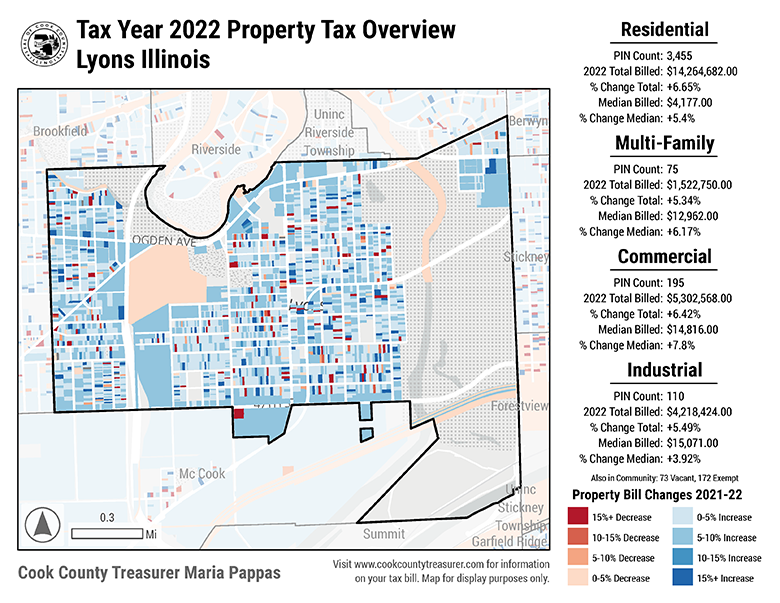 Tax Year 2022 Property Tax Overview
Lyons Illinois
Brookfield
Riverside
Uninc
Riverside
Township
Berwyn
OGDEN AVE
Stickney
Forestview
Mc Cook
Uninc
Stickney
Township
Summit
Garfield Ridge
0.3
Mi
Cook County Treasurer Maria Pappas
Visit www.cookcountytreasurer.com for information
on your tax bill. Map for display purposes only.
Residential
PIN Count: 3,455
2022 Total Billed: $14,264,682.00
% Change Total: +6.65%
Median Billed: $4,177.00
% Change Median: +5.4%
Multi-Family
PIN Count: 75
2022 Total Billed: $1,522,750.00
% Change Total: +5.34%
Median Billed: $12,962.00
% Change Median: +6.17%
Commercial
PIN Count: 195
2022 Total Billed: $5,302,568.00
% Change Total: +6.42%
Median Billed: $14,816.00
% Change Median: +7.8%
Industrial
PIN Count: 110
2022 Total Billed: $4,218,424.00
% Change Total: +5.49%
Median Billed: $15,071.00
% Change Median: +3.92%
Also in Community: 73 Vacant, 172 Exempt
Property Bill Changes 2021-22
15%+ Decrease
0-5% Increase
10-15% Decrease
5-10% Increase
5-10% Decrease
10-15% Increase
0-5% Decrease
15%+ Increase